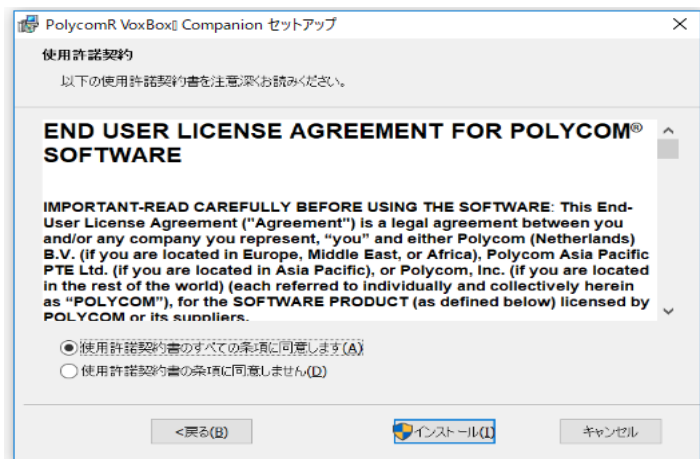 PolycomR VoxBox▯ Companion セットアップ
使用許諾契約
以下の使用許諾契約書を注意深くお読みください。
END USER LICENSE AGREEMENT FOR POLYCOM®
SOFTWARE
IMPORTANT-READ CAREFULLY BEFORE USING THE SOFTWARE: This End-
User License Agreement ("Agreement") is a legal agreement between you
and/or any company you represent, “you” and either Polycom (Netherlands)
B.V. (if you are located in Europe, Middle East, or Africa), Polycom Asia Pacific
PTE Ltd. (if you are located in Asia Pacific), or Polycom, Inc. (if you are located
in the rest of the world) (each referred to individually and collectively herein
as “POLYCOM”), for the SOFTWARE PRODUCT (as defined below) licensed by
POLYCOM or its suppliers.
使用許諾契約書のすべての条項に同意します(A)
使用許諾契約書の条項に同意しません(D)
<戻る(B)
インストール(I)
キャンセル